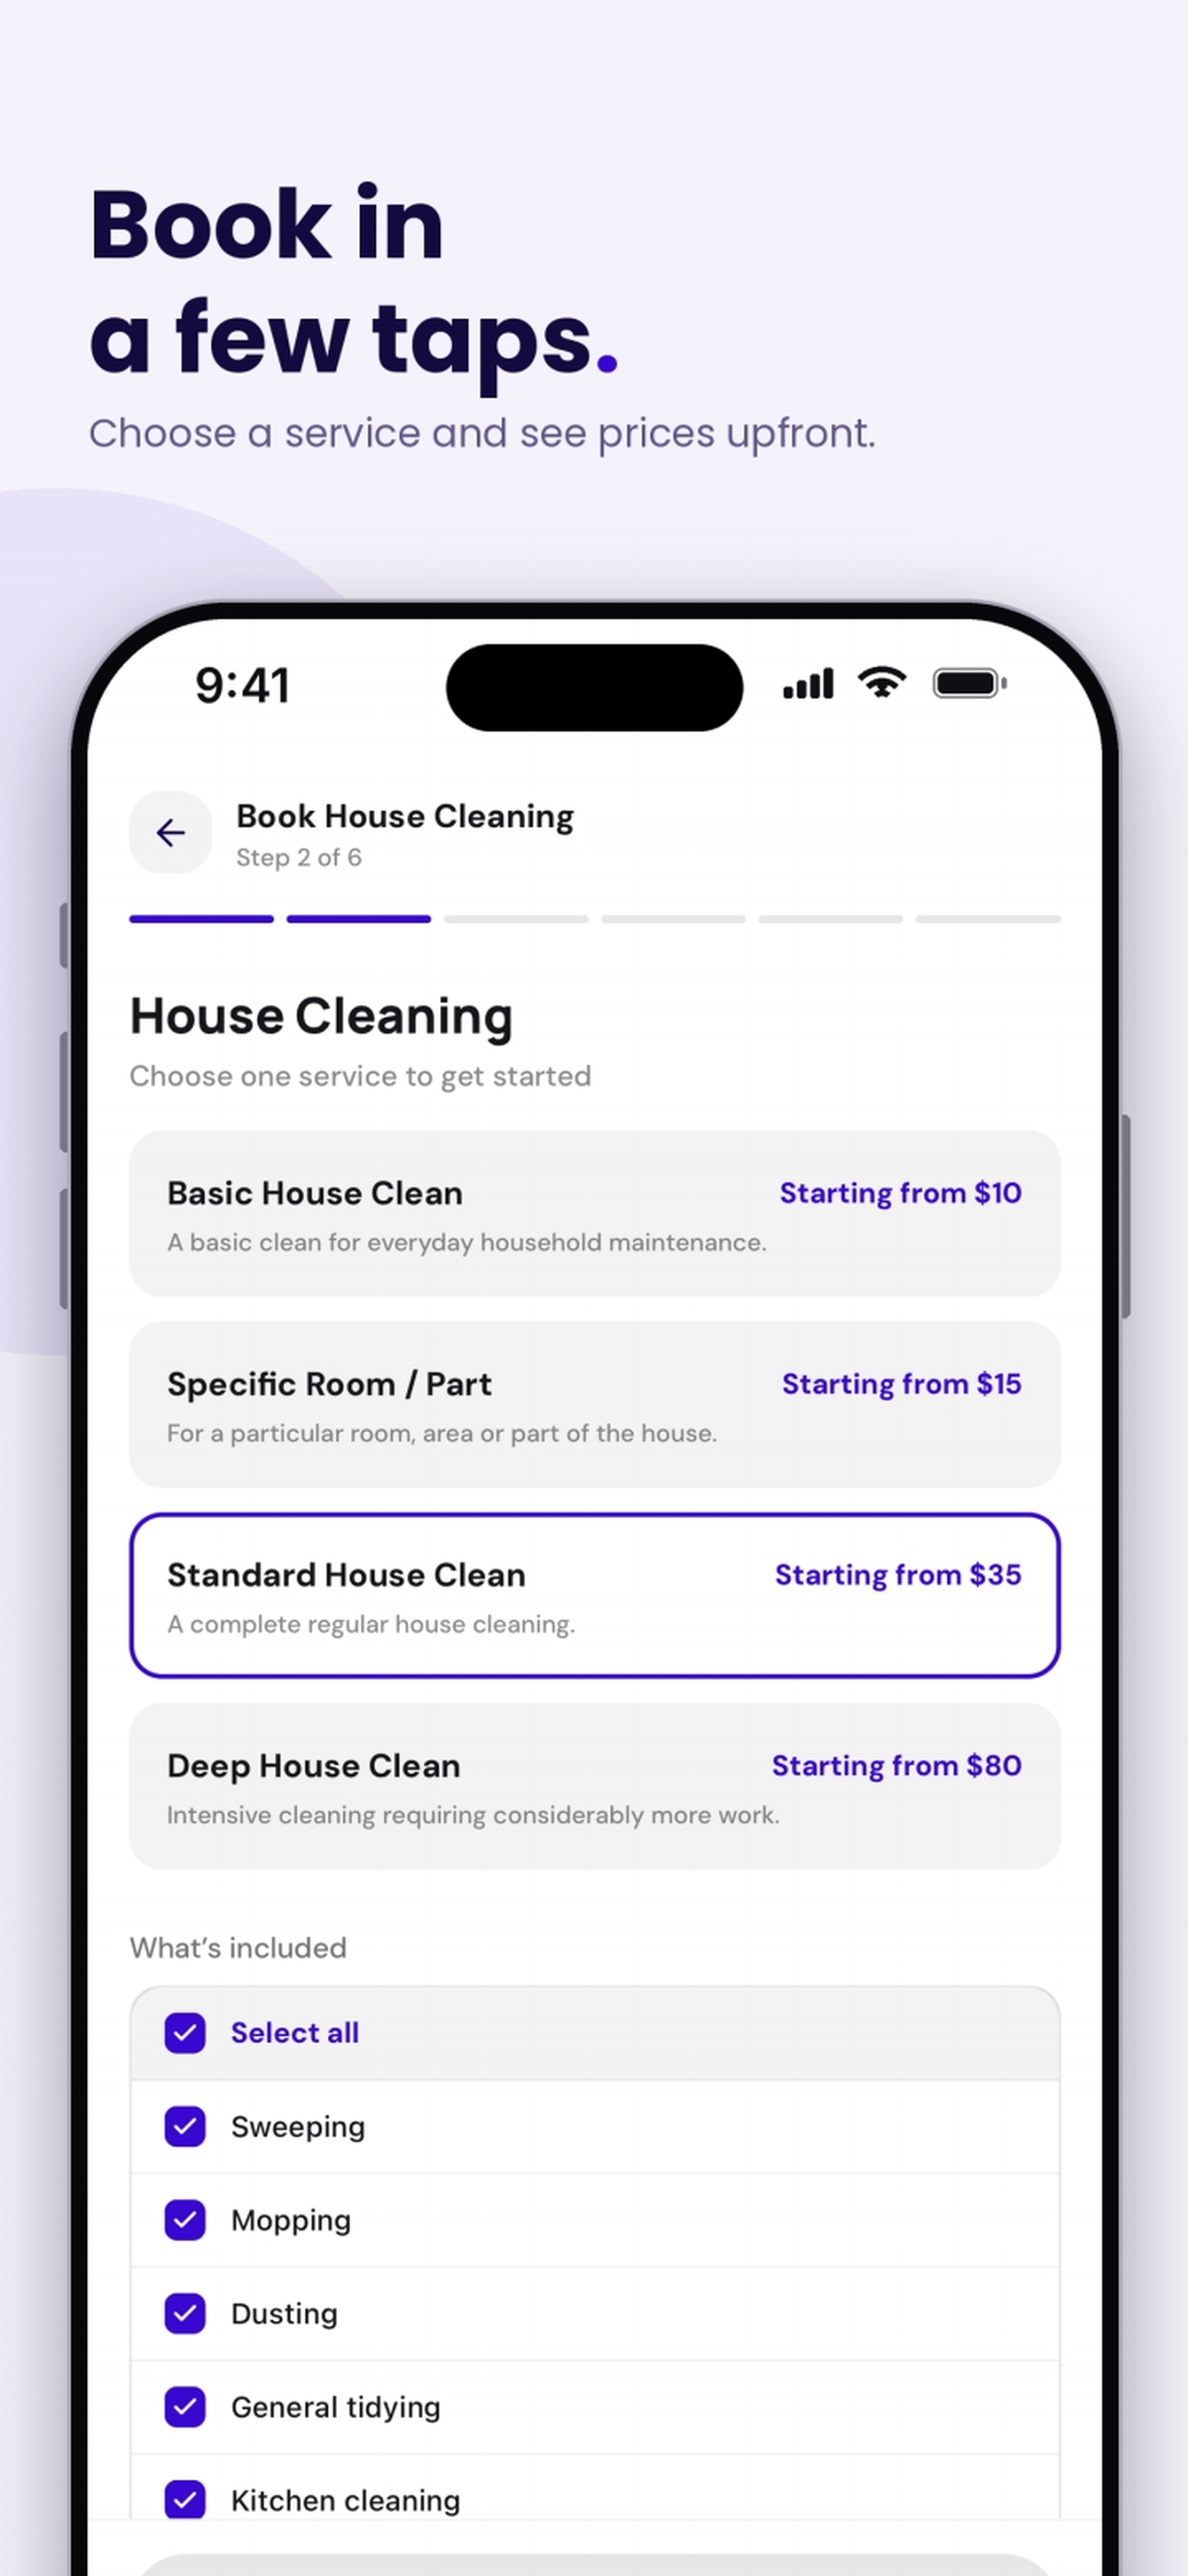 Book in
a few taps.
Choose a service and see prices upfront.
9:41
Book House Cleaning
Step 2 of 6
House Cleaning
Choose one service to get started
Basic House Clean
Starting from $10
A basic clean for everyday household maintenance.
Specific Room / Part
Starting from $15
For a particular room, area or part of the house.
Standard House Clean
Starting from $35
A complete regular house cleaning.
Deep House Clean
Starting from $80
Intensive cleaning requiring considerably more work.
What’s included
Select all
Sweeping
Mopping
Dusting
General tidying
Kitchen cleaning